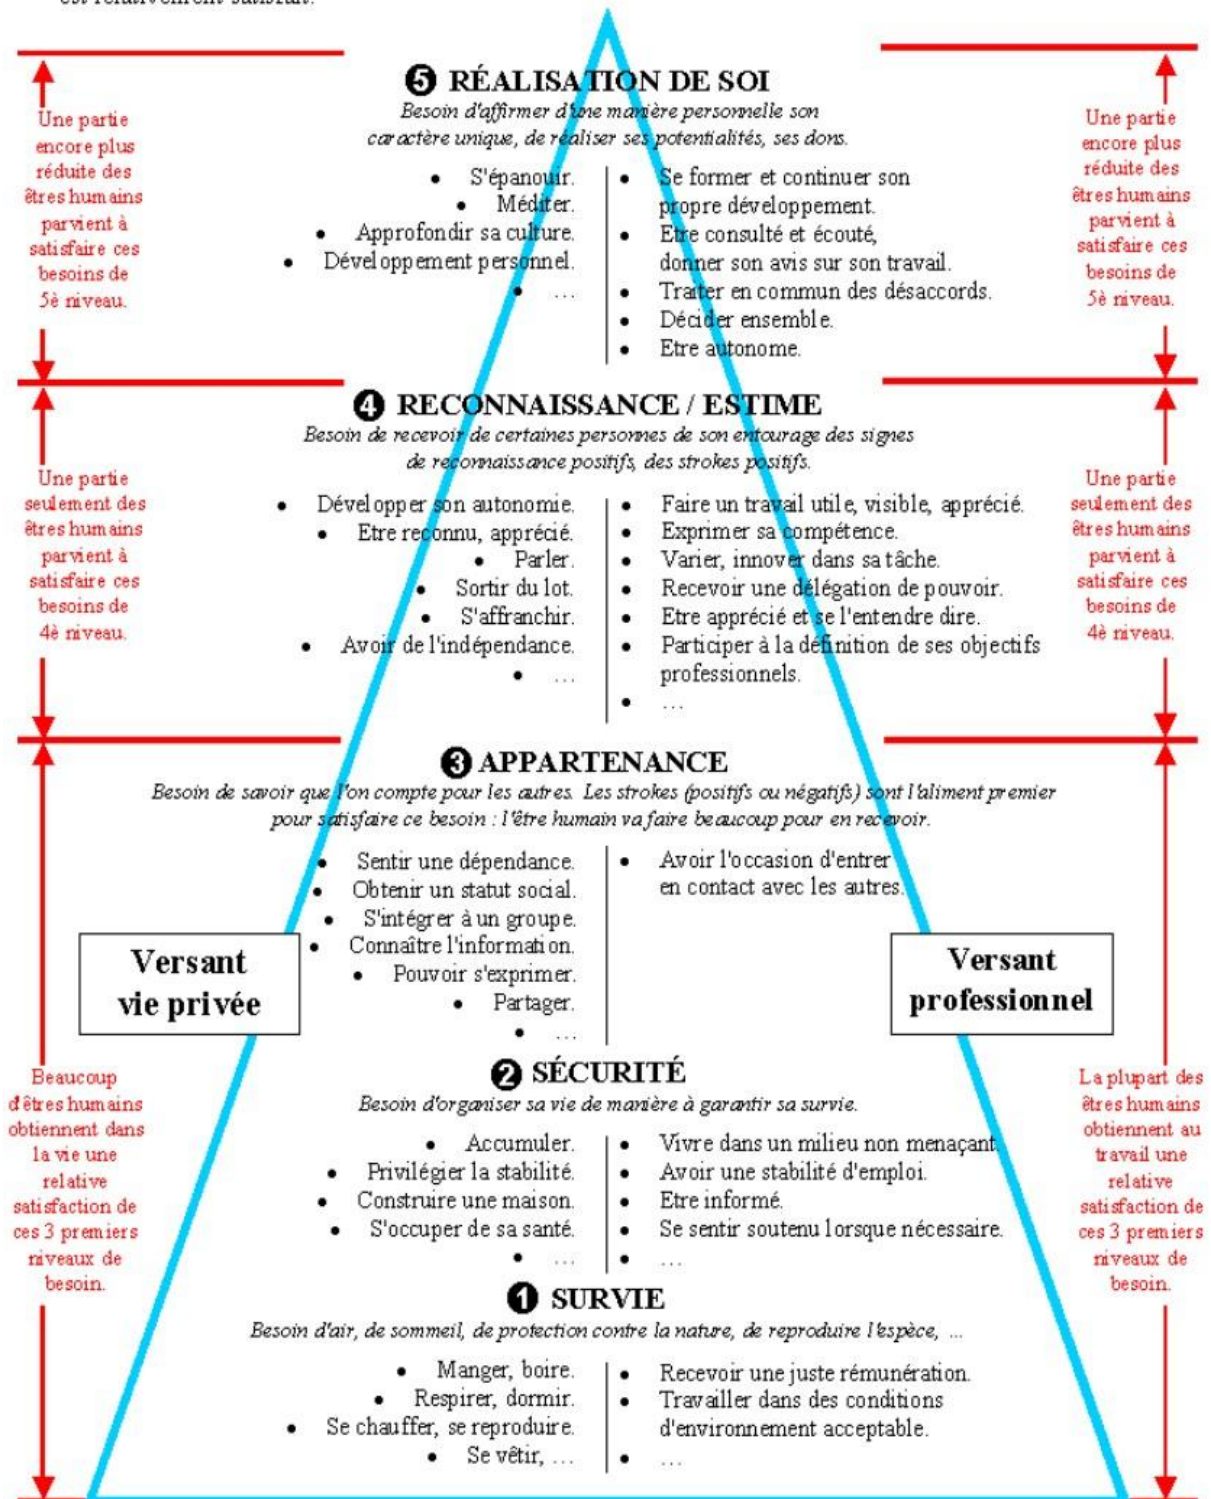 est relativement satisfait.
❺ RÉALISATION DE SOI
Besoin d'affirmer d'une manière personnelle son
caractère unique, de réaliser ses potentialités, ses dons.
• S'épanouir.
• Méditer.
• Approfondir sa culture.
• Développement personnel.
• ...
• Se former et continuer son
propre développement.
• Etre consulté et écouté,
donner son avis sur son travail.
• Traiter en commun des désaccords.
• Décider ensemble.
• Etre autonome.
Une partie
encore plus
réduite des
êtres humains
parvient à
satisfaire ces
besoins de
5è niveau.
Une partie
encore plus
réduite des
êtres humains
parvient à
satisfaire ces
besoins de
5è niveau.
❹ RECONNAISSANCE / ESTIME
Besoin de recevoir de certaines personnes de son entourage des signes
de reconnaissance positifs, des strokes positifs.
• Développer son autonomie.
• Etre reconnu, apprécié.
• Parler.
• Sortir du lot.
• S'affranchir.
• Avoir de l'indépendance.
• ...
• Faire un travail utile, visible, apprécié.
• Exprimer sa compétence.
• Varier, innover dans sa tâche.
• Recevoir une délégation de pouvoir.
• Etre apprécié et se l'entendre dire.
• Participer à la définition de ses objectifs
professionnels.
• ...
Une partie
seulement des
êtres humains
parvient à
satisfaire ces
besoins de
4è niveau.
Une partie
seulement des
êtres humains
parvient à
satisfaire ces
besoins de
4è niveau.
❸ APPARTENANCE
Besoin de savoir que l'on compte pour les autres. Les strokes (positifs ou négatifs) sont l'aliment premier
pour satisfaire ce besoin : l'être humain va faire beaucoup pour en recevoir.
• Sentir une dépendance.
• Obtenir un statut social.
• S'intégrer à un groupe.
• Connaître l'information.
• Pouvoir s'exprimer.
• Partager.
• ...
• Avoir l'occasion d'entrer
en contact avec les autres.
Versant
vie privée
Versant
professionnel
❷ SÉCURITÉ
Besoin d'organiser sa vie de manière à garantir sa survie.
• Accumuler.
• Privilégier la stabilité.
• Construire une maison.
• S'occuper de sa santé.
• ...
• Vivre dans un milieu non menaçant.
• Avoir une stabilité d'emploi.
• Etre informé.
• Se sentir soutenu lorsque nécessaire.
• ...
Beaucoup
d'êtres humains
obtiennent dans
la vie une
relative
satisfaction de
ces 3 premiers
niveaux de
besoin.
La plupart des
êtres humains
obtiennent au
travail une
relative
satisfaction de
ces 3 premiers
niveaux de
besoin.
❶ SURVIE
Besoin d'air, de sommeil, de protection contre la nature, de reproduire l'espèce, ...
• Manger, boire.
• Respirer, dormir.
• Se chauffer, se reproduire.
• Se vêtir, ...
• Recevoir une juste rémunération.
• Travailler dans des conditions
d'environnement acceptable.
• ...